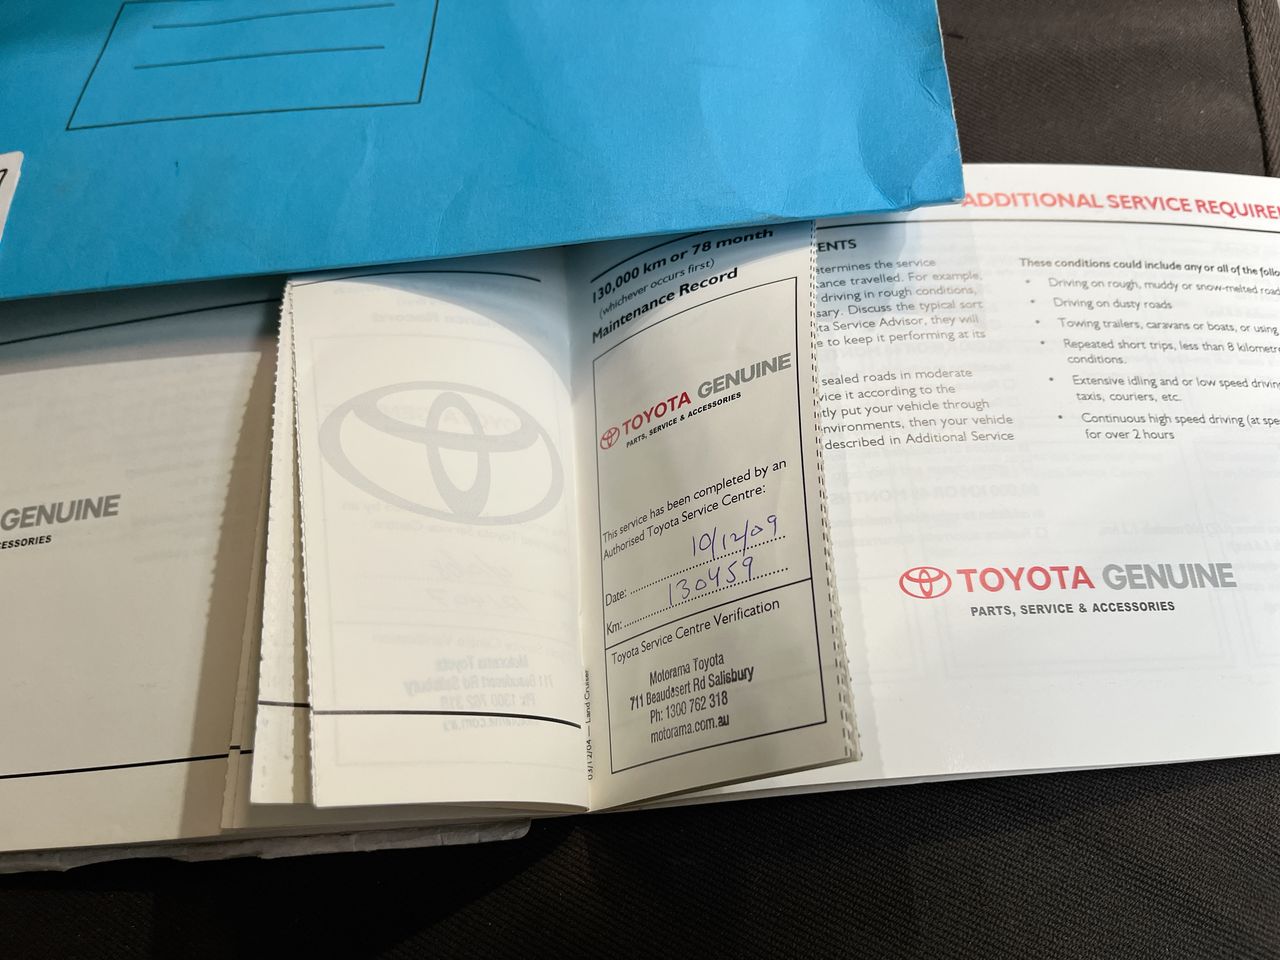 GENUINE
CESSORIES
130,000 km or 78 month
(whichever occurs first)
Maintenance Record
TOYOTA GENUINE
PARTS, SERVICE & ACCESSORIES
This service has been completed by an
Authorised Toyota Service Centre:
Date: 10/12/09
Km: 130459
Toyota Service Centre Verification
Motorama Toyota
711 Beaudesert Rd Salisbury
Ph: 1300 762 318
motorama.com.au
03/12/04 — Land Cruiser
ADDITIONAL SERVICE REQUIREM
ENTS
etermines the service
ance travelled. For example,
driving in rough conditions,
sary. Discuss the typical sort
ta Service Advisor, they will
e to keep it performing at its
sealed roads in moderate
vice it according to the
tly put your vehicle through
nvironments, then your vehicle
described in Additional Service
These conditions could include any or all of the follo
• Driving on rough, muddy or snow-melted road
• Driving on dusty roads
• Towing trailers, caravans or boats, or using
• Repeated short trips, less than 8 kilometre
conditions.
• Extensive idling and or low speed drivin
taxis, couriers, etc.
• Continuous high speed driving (at spe
for over 2 hours
TOYOTA GENUINE
PARTS, SERVICE & ACCESSORIES